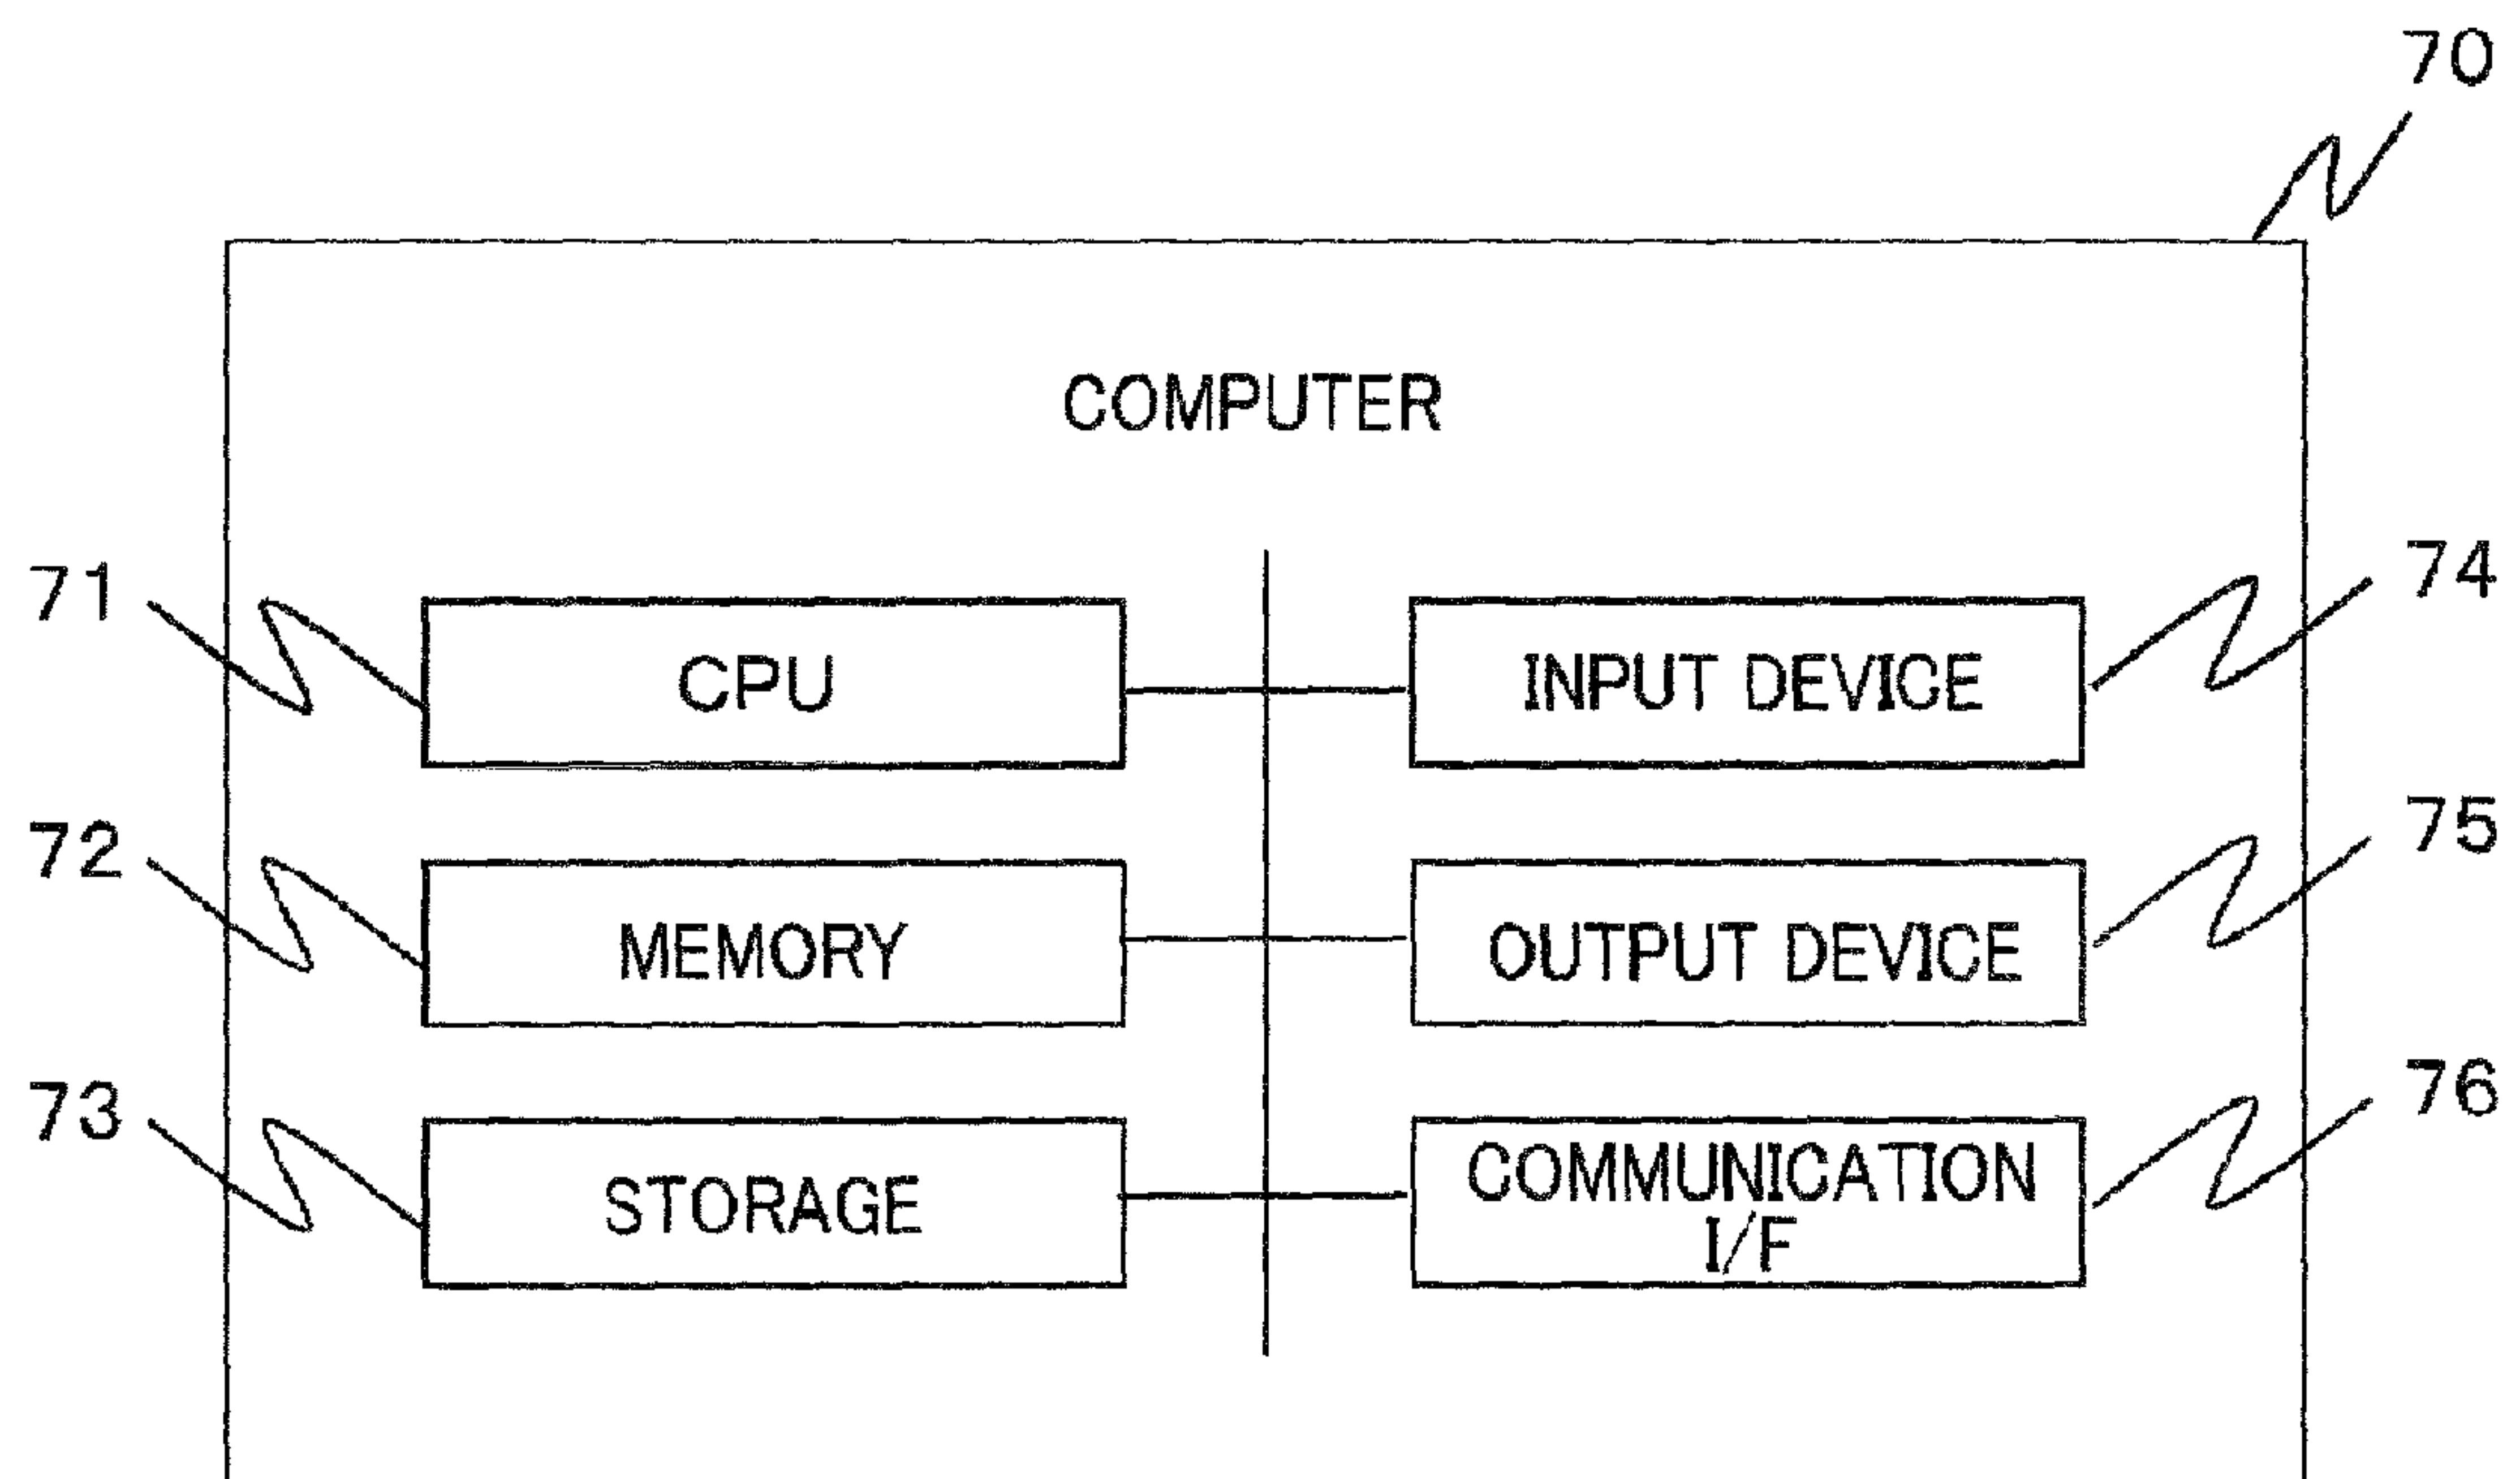 70
COMPUTER
71
CPU
INPUT DEVICE
74
72
MEMORY
OUTPUT DEVICE
75
73
STORAGE
COMMUNICATION
I/F
76